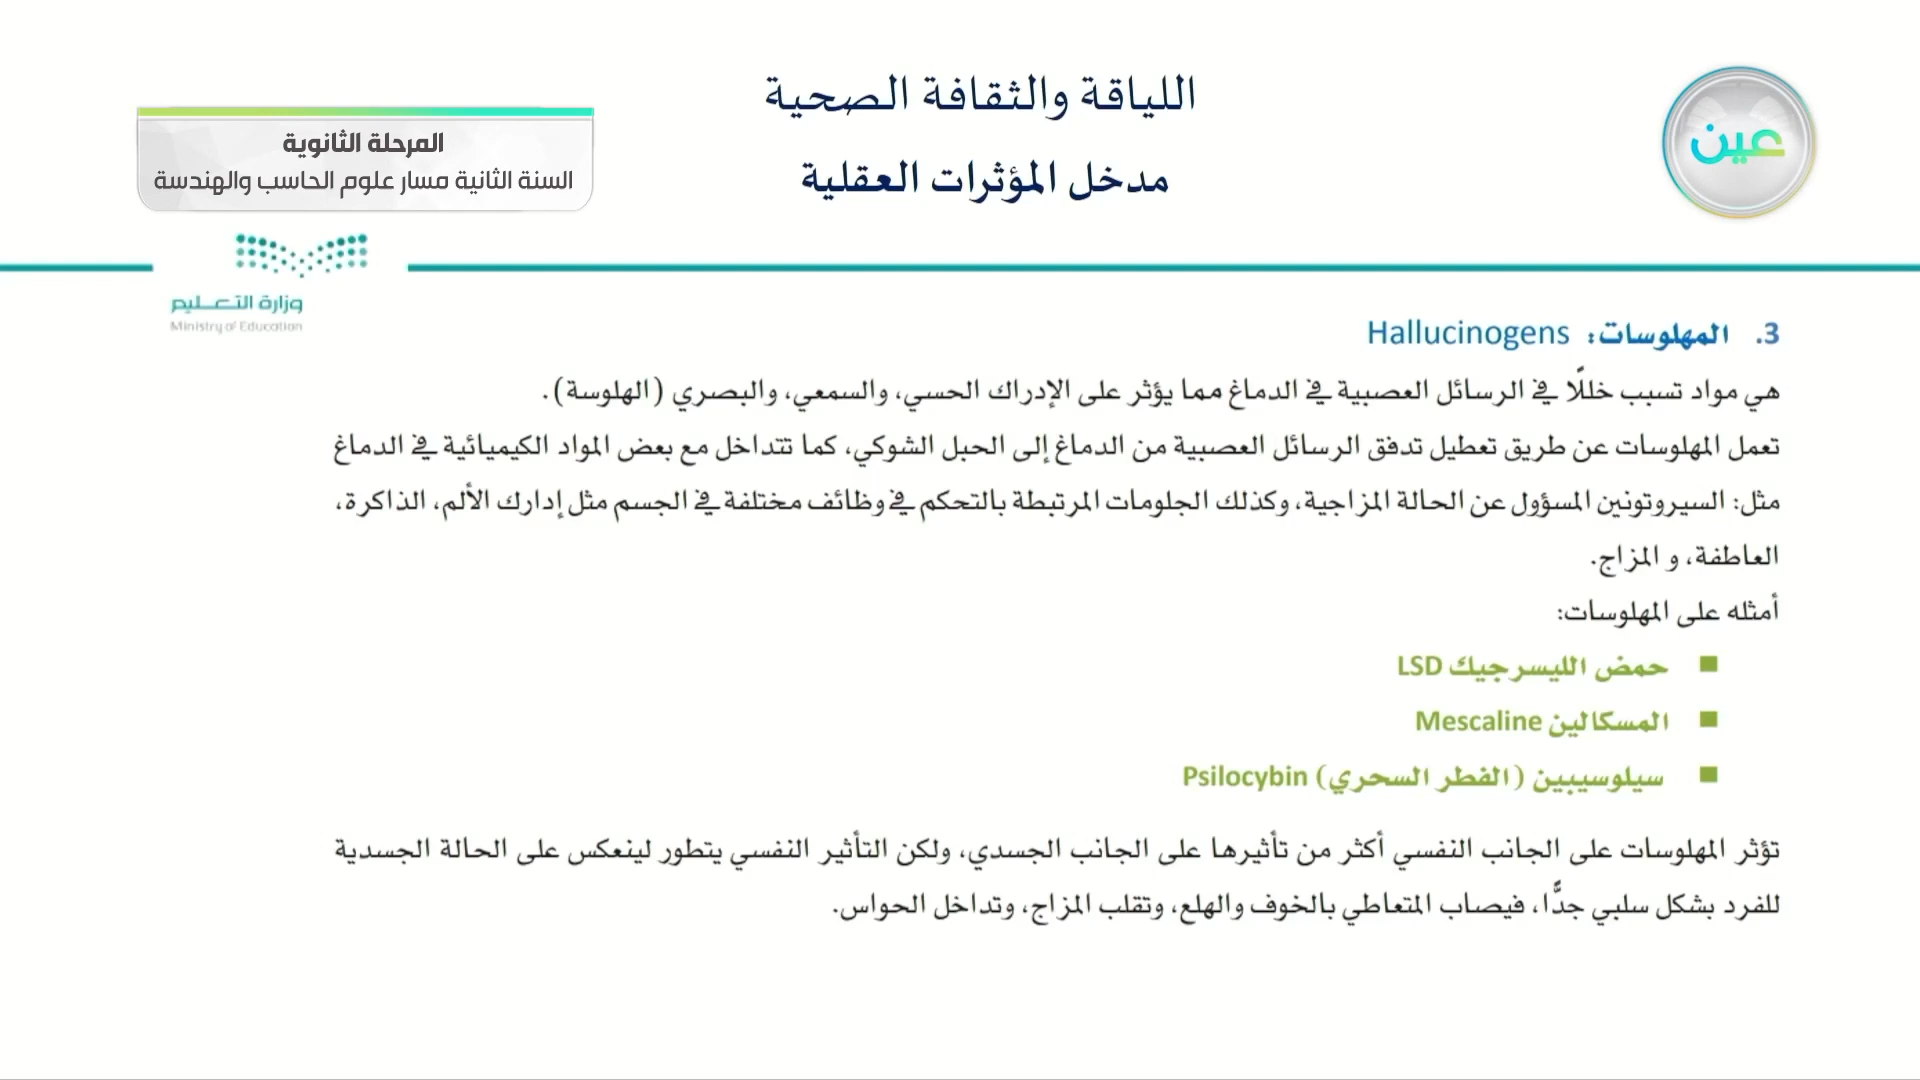 اللياقة والثقافة الصحية
مدخل المؤثرات العقلية
عين
المرحلة الثانوية
السنة الثانية مسار علوم الحاسب والهندسة
وزارة التعليم
Ministry of Education
3. المهلوسات: Hallucinogens
هي مواد تسبب خللًا في الرسائل العصبية في الدماغ مما يؤثر على الإدراك الحسي، والسمعي، والبصري (الهلوسة).
تعمل المهلوسات عن طريق تعطيل تدفق الرسائل العصبية من الدماغ إلى الحبل الشوكي، كما تتداخل مع بعض المواد الكيميائية في الدماغ
مثل: السيروتونين المسؤول عن الحالة المزاجية، وكذلك الجلومات المرتبطة بالتحكم في وظائف مختلفة في الجسم مثل إدارك الألم، الذاكرة،
العاطفة، و المزاج.
أمثله على المهلوسات:
■ حمض الليسرجيك LSD
■ المسكالين Mescaline
■ سيلوسيبين (الفطر السحري) Psilocybin
تؤثر المهلوسات على الجانب النفسي أكثر من تأثيرها على الجانب الجسدي، ولكن التأثير النفسي يتطور لينعكس على الحالة الجسدية
للفرد بشكل سلبي جدًّا، فيصاب المتعاطي بالخوف والهلع، وتقلب المزاج، وتداخل الحواس.